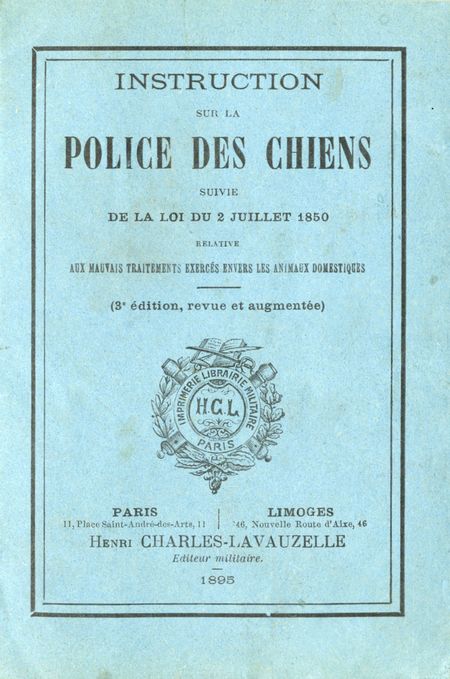 INSTRUCTION
SUR LA
POLICE DES CHIENS
SUIVIE
DE LA LOI DU 2 JUILLET 1850
RELATIVE
AUX MAUVAIS TRAITEMENTS EXERCÉS ENVERS LES ANIMAUX DOMESTIQUES
(3e édition, revue et augmentée)
IMPRIMERIE LIBRAIRIE MILITAIRE
H.C.L.
PARIS
PARIS
11, Place Saint-André-des-Arts, 11
LIMOGES
46, Nouvelle Route d'Aixe, 46
HENRI CHARLES-LAVAUZELLE
Editeur militaire.
1895